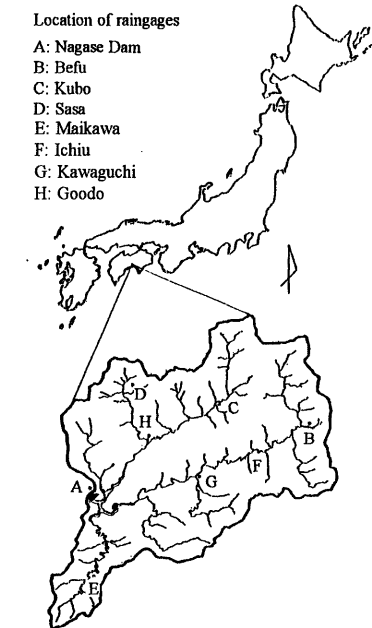 Location of raingages
A: Nagase Dam
B: Befu
C: Kubo
D: Sasa
E: Maikawa
F: Ichiu
G: Kawaguchi
H: Goodo
D
H
C
B
F
G
A
E